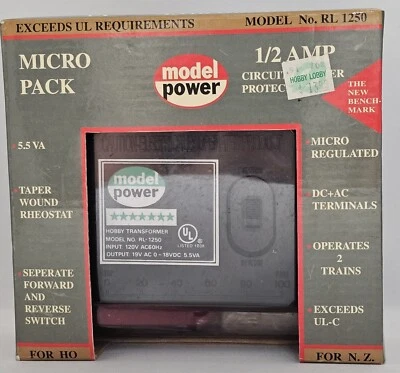 EXCEEDS UL REQUIREMENTS
MODEL No. RL 1250
MICRO
PACK
model
power
1/2 AMP
CIRCUIT
PROTEC
HOBBY LOBBY
THE
NEW
BENCH-
MARK
5.5 VA
TAPER
WOUND
RHEOSTAT
SEPERATE
FORWARD
AND
REVERSE
SWITCH
model
power
HOBBY TRANSFORMER
MODEL NO. RL-1250
INPUT: 120V AC60Hz
OUTPUT: 19V AC 0-18VDC 5.5VA
UL
MICRO
REGULATED
DC+AC
TERMINALS
OPERATES
2
TRAINS
EXCEEDS
UL-C
FOR HO
FOR N. Z.